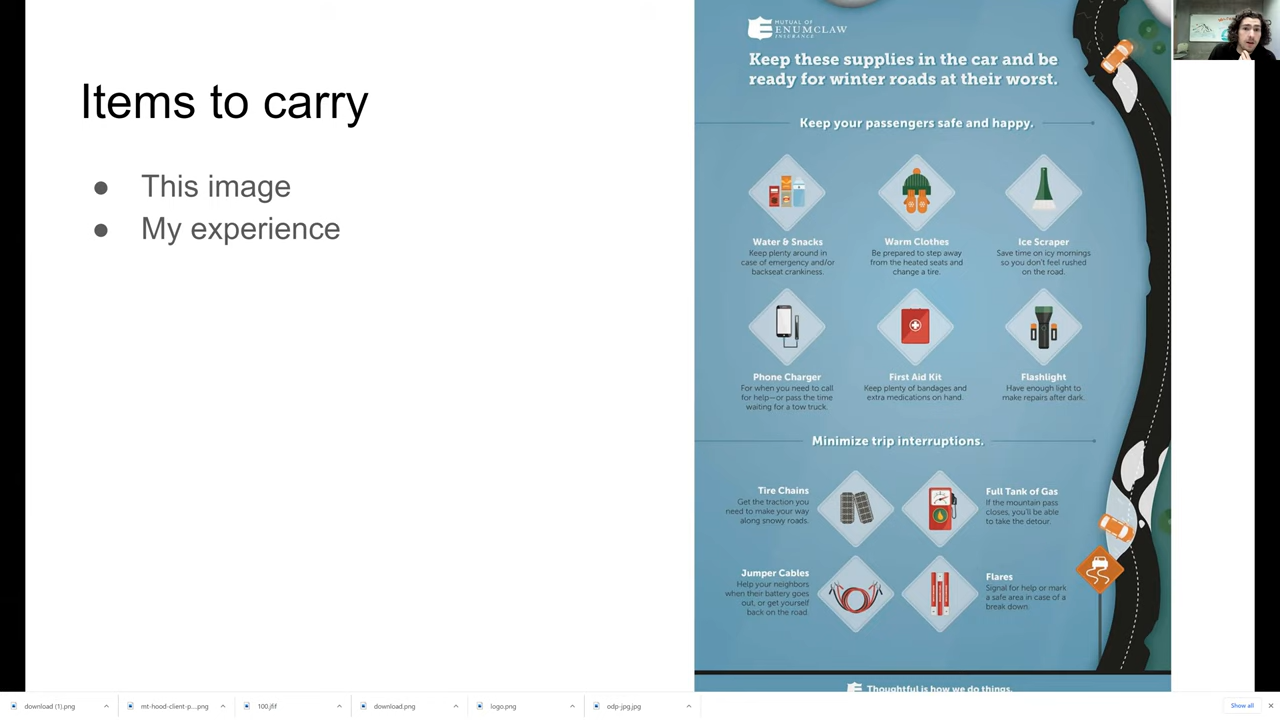 Items to carry
● This image
● My experience
MUTUAL OF
ENUMCLAW
INSURANCE
Keep these supplies in the car and be
ready for winter roads at their worst.
Keep your passengers safe and happy.
Water & Snacks
Keep plenty around in
case of emergency and/or
backseat crankiness.
Warm Clothes
Be prepared to step away
from the heated seats and
change a tire.
Ice Scraper
Save time on icy mornings
so you don't feel rushed
on the road.
Phone Charger
For when you need to call
for help—or pass the time
waiting for a tow truck.
First Aid Kit
Keep plenty of bandages and
extra medications on hand.
Flashlight
Have enough light to
make repairs after dark.
Minimize trip interruptions.
Tire Chains
Get the traction you
need to make your way
along snowy roads.
Full Tank of Gas
If the mountain pass
closes, you'll be able
to take the detour.
Jumper Cables
Help your neighbors
when their battery goes
out, or get yourself
back on the road.
Flares
Signal for help or mark
a safe area in case of a
break down.
Thoughtful is how we do things.
download (1).png
mt-hood-client-p....png
100.jfif
download.png
logo.png
odp-jpg.jpg
Show all